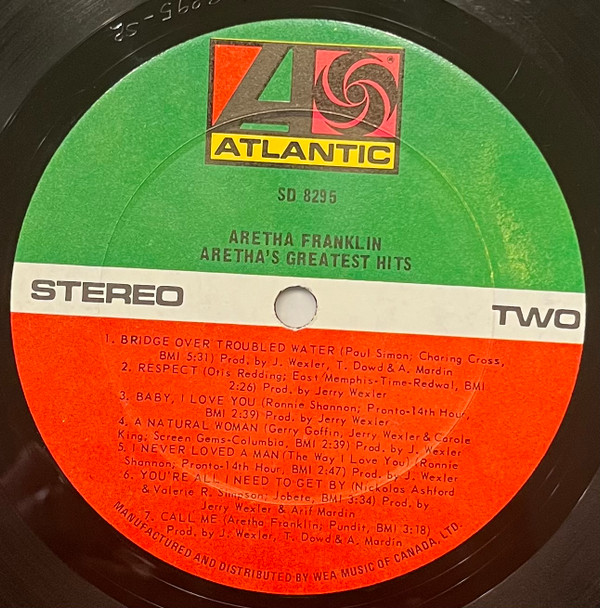 8295-SR
ATLANTIC
SD 8295
ARETHA FRANKLIN
ARETHA'S GREATEST HITS
STEREO
TWO
1. BRIDGE OVER TROUBLED WATER (Paul Simon; Charing Cross,
BMI 5:31) Prod. by J. Wexler, T. Dowd & A. Mardin
2. RESPECT (Otis Redding; East/Memphis-Time-Redwal, BMI
2:26) Prod. by Jerry Wexler
3. BABY, I LOVE YOU (Ronnie Shannon; Pronto-14th Hour,
BMI 2:39) Prod. by Jerry Wexler
4. A NATURAL WOMAN (Gerry Goffin, Jerry Wexler & Carole
King; Screen Gems-Columbia, BMI 2:39) Prod. by J. Wexler
5. I NEVER LOVED A MAN (The Way I Love You) (Ronnie
Shannon; Pronto-14th Hour, BMI 2:47) Prod. by J. Wexler
6. YOU'RE ALL I NEED TO GET BY (Nickolas Ashford
& Valerie R. Simpson; Jobete, BMI 3:34) Prod. by
Jerry Wexler & Arif Mardin
7. CALL ME (Aretha Franklin; Pundit, BMI 3:18)
Prod. by J. Wexler, T. Dowd & A. Mardin
MANUFACTURED AND DISTRIBUTED BY WEA MUSIC OF CANADA, LTD.